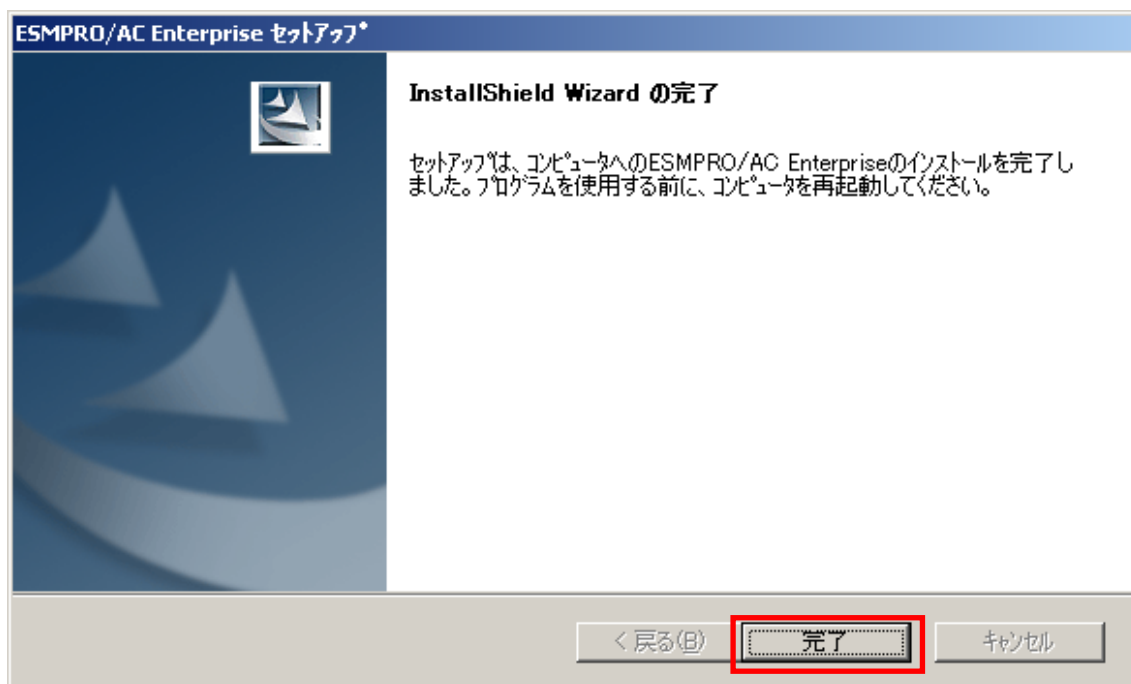 ESMPRO/AC Enterprise ｾｯﾄｱｯﾌﾟ
InstallShield Wizard の完了
ｾｯﾄｱｯﾌﾟは、ｺﾝﾋﾟｭｰﾀへのESMPRO/AC Enterpriseのｲﾝｽﾄｰﾙを完了し
ました。ﾌﾟﾛｸﾞﾗﾑを使用する前に、ｺﾝﾋﾟｭｰﾀを再起動してください。
< 戻る(B)
完了
ｷｬﾝｾﾙ